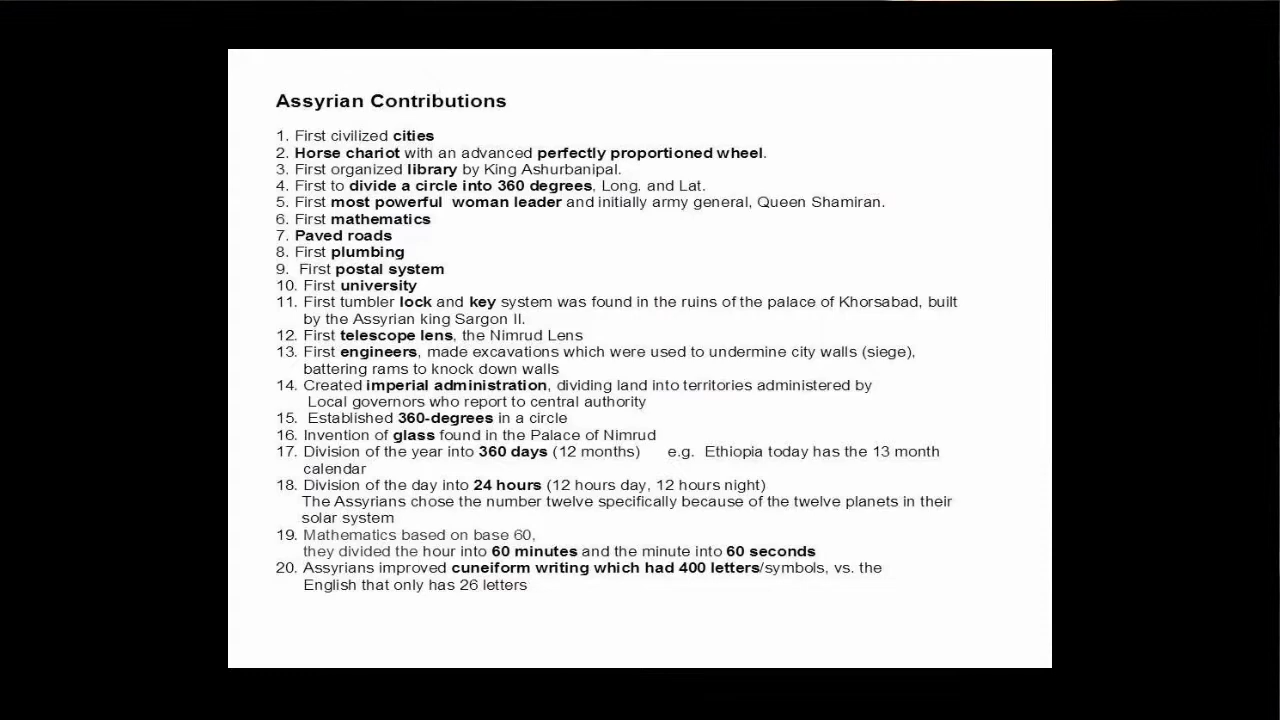 Assyrian Contributions
1. First civilized cities
2. Horse chariot with an advanced perfectly proportioned wheel.
3. First organized library by King Ashurbanipal.
4. First to divide a circle into 360 degrees, Long. and Lat.
5. First most powerful woman leader and initially army general, Queen Shamiran.
6. First mathematics
7. Paved roads
8. First plumbing
9. First postal system
10. First university
11. First tumbler lock and key system was found in the ruins of the palace of Khorsabad, built
by the Assyrian king Sargon II.
12. First telescope lens, the Nimrud Lens
13. First engineers, made excavations which were used to undermine city walls (siege),
battering rams to knock down walls
14. Created imperial administration, dividing land into territories administered by
Local governors who report to central authority
15. Established 360-degrees in a circle
16. Invention of glass found in the Palace of Nimrud
17. Division of the year into 360 days (12 months) e.g. Ethiopia today has the 13 month
calendar
18. Division of the day into 24 hours (12 hours day, 12 hours night)
The Assyrians chose the number twelve specifically because of the twelve planets in their
solar system
19. Mathematics based on base 60,
they divided the hour into 60 minutes and the minute into 60 seconds
20. Assyrians improved cuneiform writing which had 400 letters/symbols, vs. the
English that only has 26 letters